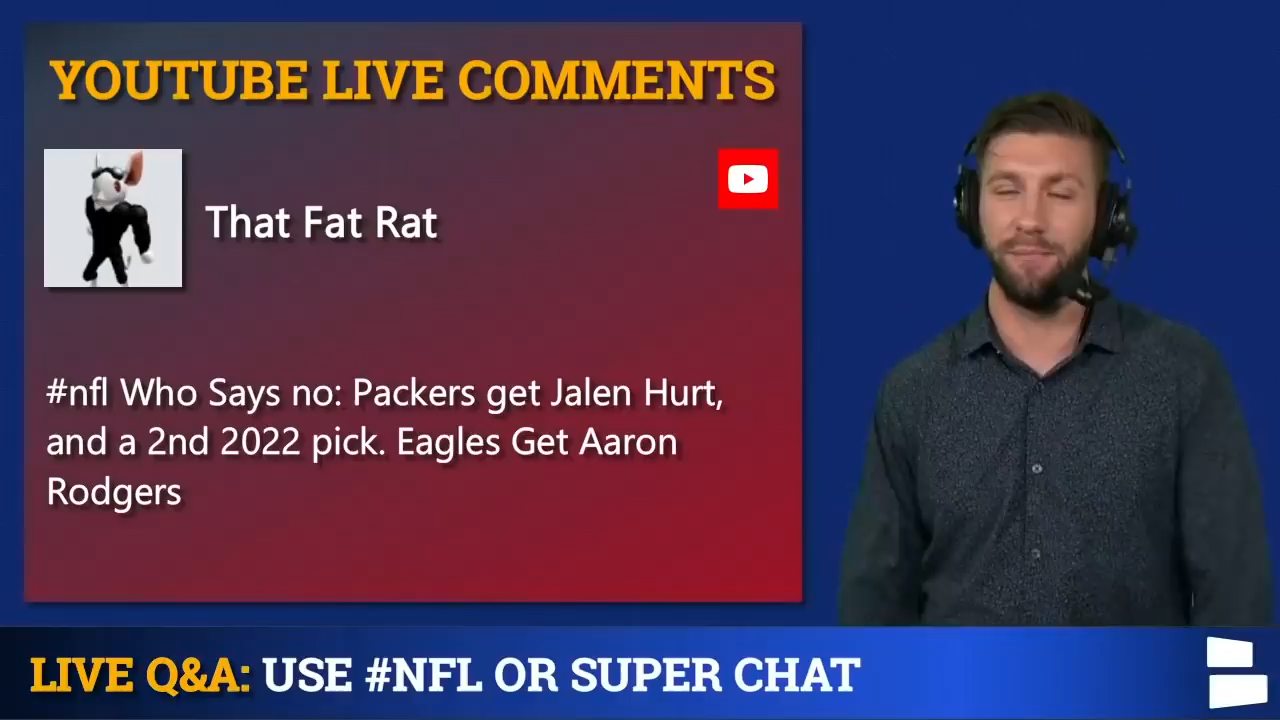 YOUTUBE LIVE COMMENTS
That Fat Rat
#nfl Who Says no: Packers get Jalen Hurt,
and a 2nd 2022 pick. Eagles Get Aaron
Rodgers
LIVE Q&A: USE #NFL OR SUPER CHAT